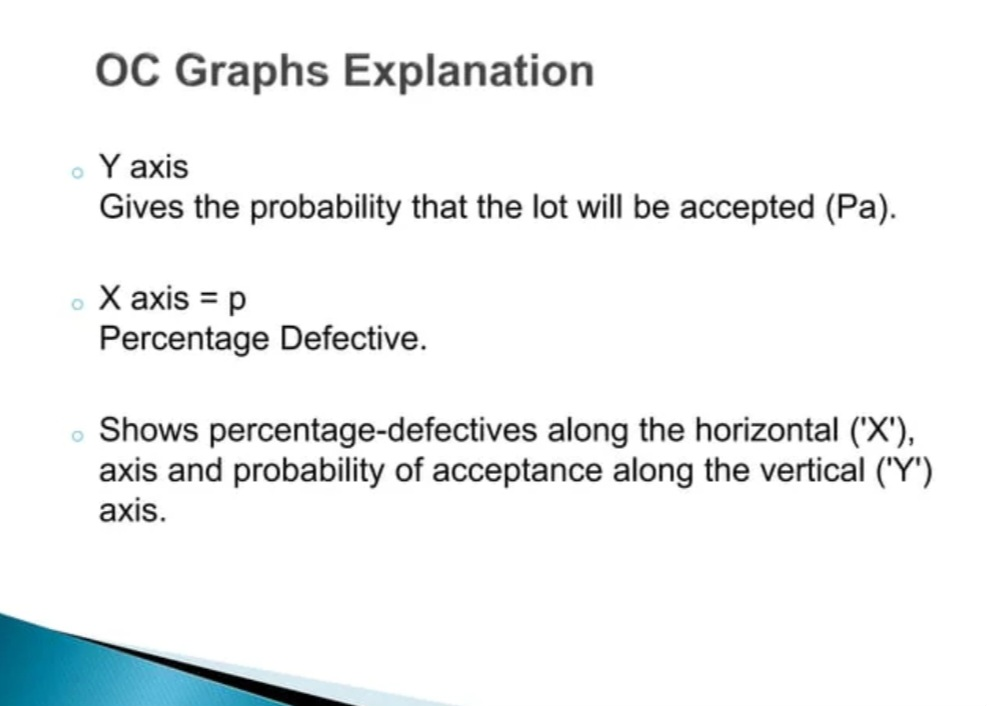 OC Graphs Explanation
Y axis
Gives the probability that the lot will be accepted (Pa).
X axis = p
Percentage Defective.
Shows percentage-defectives along the horizontal ('X'),
axis and probability of acceptance along the vertical ('Y')
axis.